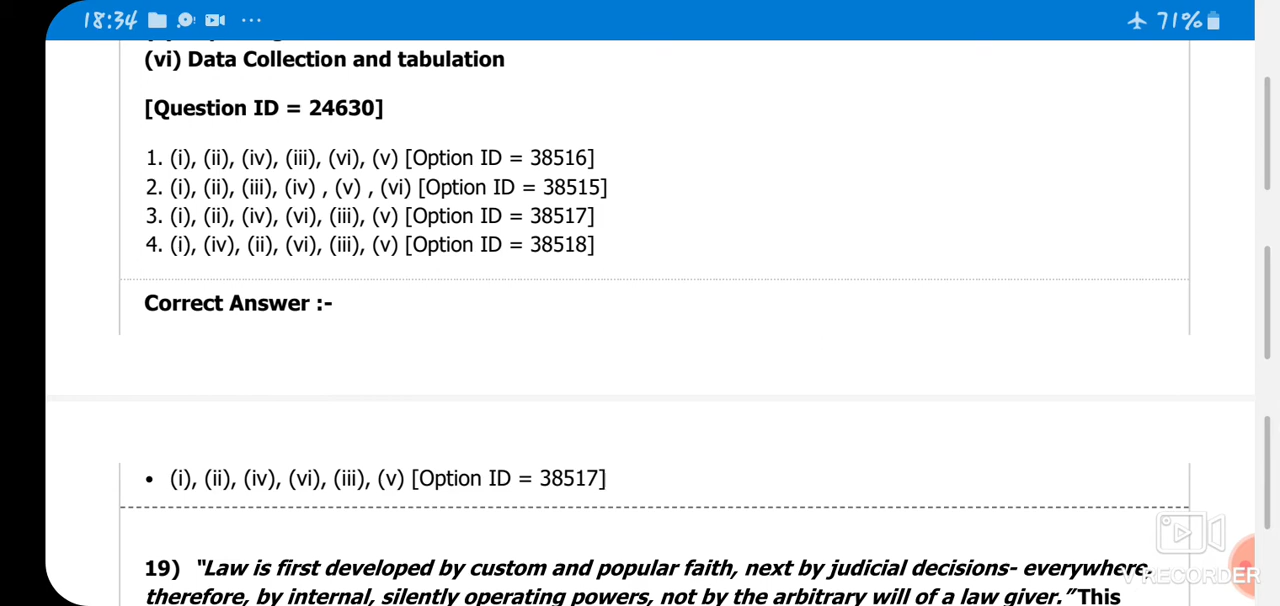 18:34 71%
(vi) Data Collection and tabulation
[Question ID = 24630]
1. (i), (ii), (iv), (iii), (vi), (v) [Option ID = 38516]
2. (i), (ii), (iii), (iv) , (v) , (vi) [Option ID = 38515]
3. (i), (ii), (iv), (vi), (iii), (v) [Option ID = 38517]
4. (i), (iv), (ii), (vi), (iii), (v) [Option ID = 38518]
Correct Answer :-
• (i), (ii), (iv), (vi), (iii), (v) [Option ID = 38517]
19) "Law is first developed by custom and popular faith, next by judicial decisions- everywhere,
therefore, by internal, silently operating powers, not by the arbitrary will of a law giver." This
V RECORDER